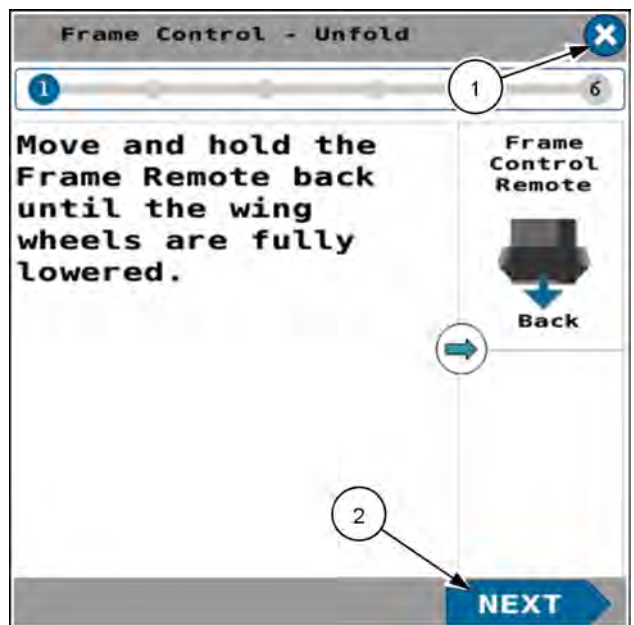 Frame Control - Unfold
1
1
6
Move and hold the
Frame Remote back
until the wing
wheels are fully
lowered.
Frame
Control
Remote
Back
2
NEXT